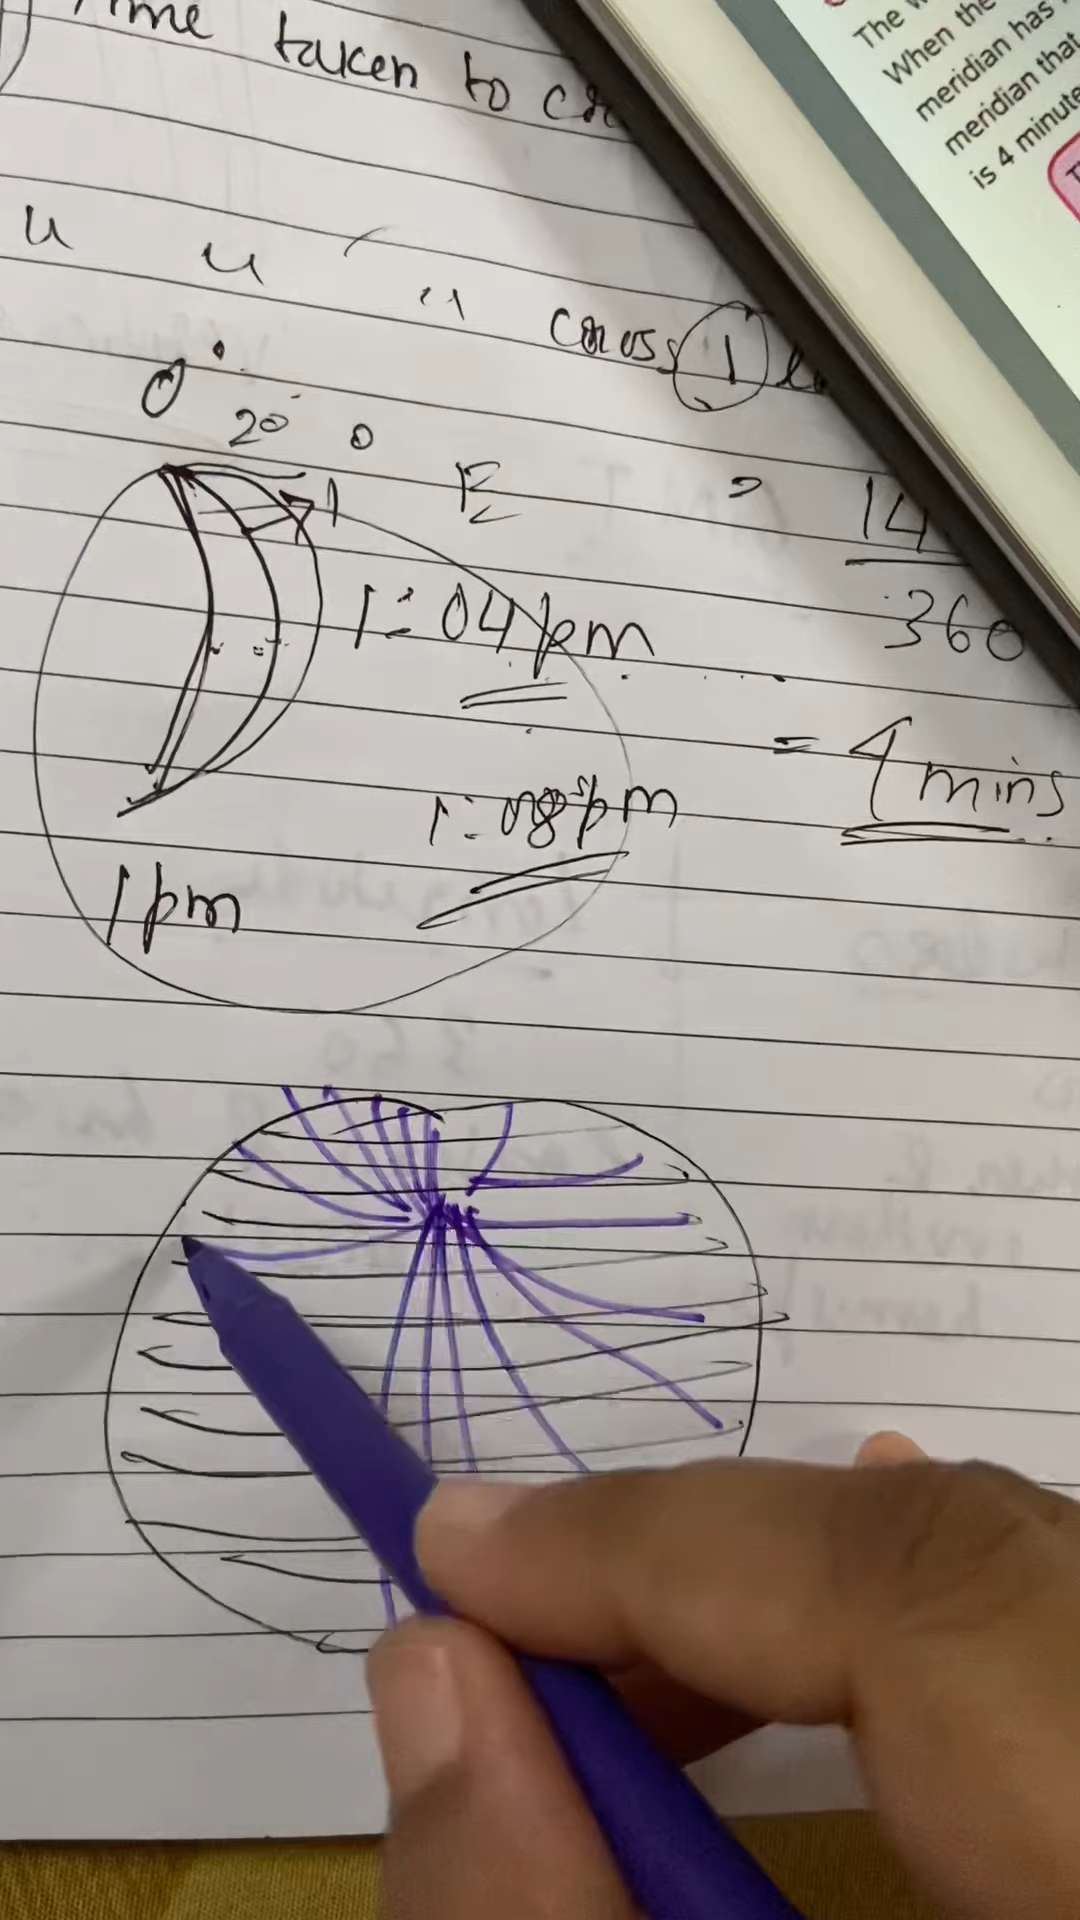 Time taken to
The
When the
meridian has
meridian that
is 4 minute
u u u cross 1
0°
20 0
1 E = 14
360
1:04 pm
= 4 mins
1:08 pm
1 pm